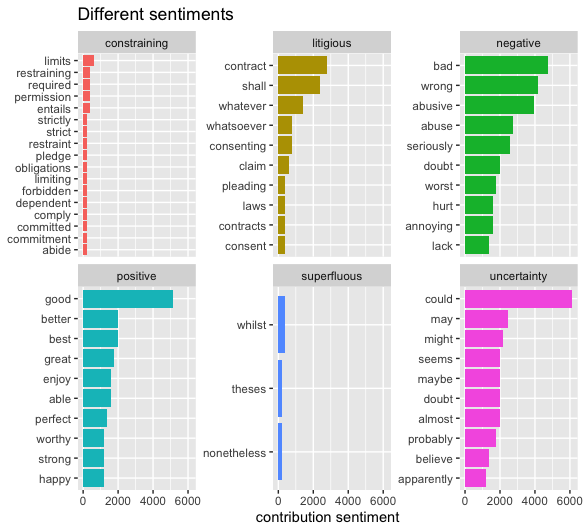 Different sentiments
constraining
limits
restraining
required
permission
entails
strictly
strict
restraint
pledge
obligations
limiting
forbidden
dependent
comply
committed
commitment
abide
litigious
contract
shall
whatever
whatsoever
consenting
claim
pleading
laws
contracts
consent
negative
bad
wrong
abusive
abuse
seriously
doubt
worst
hurt
annoying
lack
positive
good
better
best
great
enjoy
able
perfect
worthy
strong
happy
0 2000 4000 6000
superfluous
whilst
theses
nonetheless
0 2000 4000 6000
uncertainty
could
may
might
seems
maybe
doubt
almost
probably
believe
apparently
0 2000 4000 6000
contribution sentiment